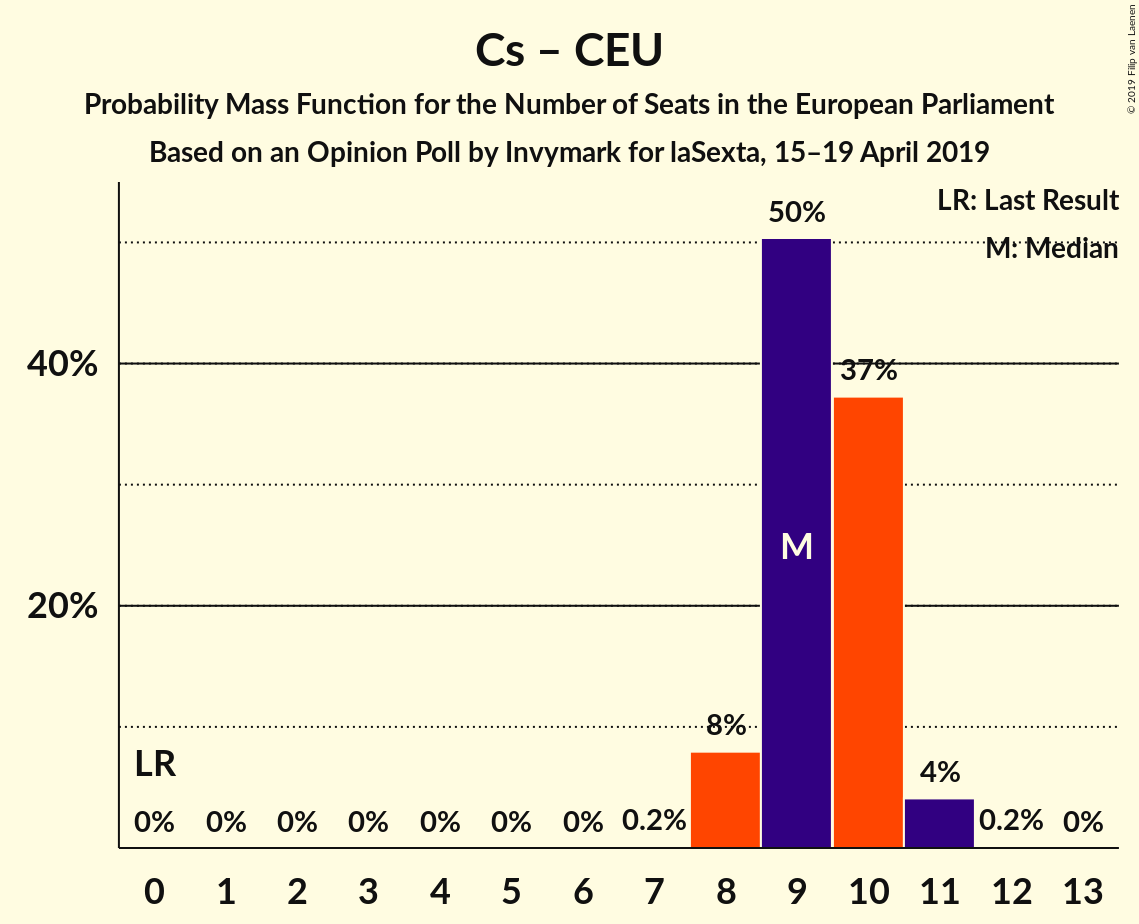 Cs – CEU
Probability Mass Function for the Number of Seats in the European Parliament
Based on an Opinion Poll by Invymark for laSexta, 15–19 April 2019
© 2019 Filip van Laenen
LR: Last Result
M: Median
50%
40%
37%
M
20%
8%
LR
4%
0% 0% 0% 0% 0% 0% 0% 0.2% 0.2% 0%
0 1 2 3 4 5 6 7 8 9 10 11 12 13